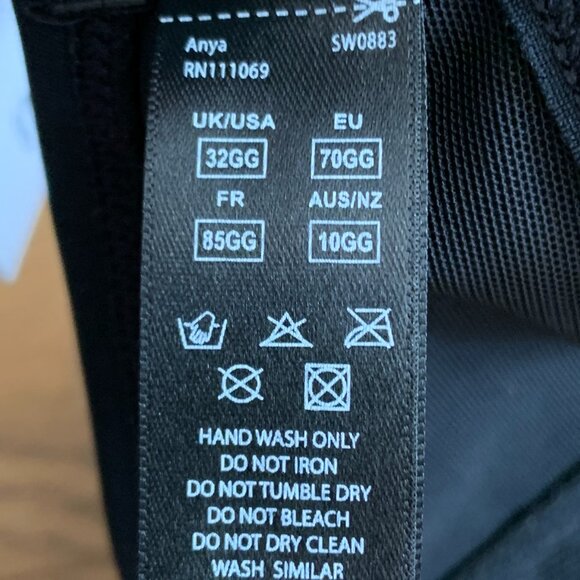 Anya SW0883
RN111069
UK/USA EU
32GG 70GG
FR AUS/NZ
85GG 10GG
HAND WASH ONLY
DO NOT IRON
DO NOT TUMBLE DRY
DO NOT BLEACH
DO NOT DRY CLEAN
WASH SIMILAR